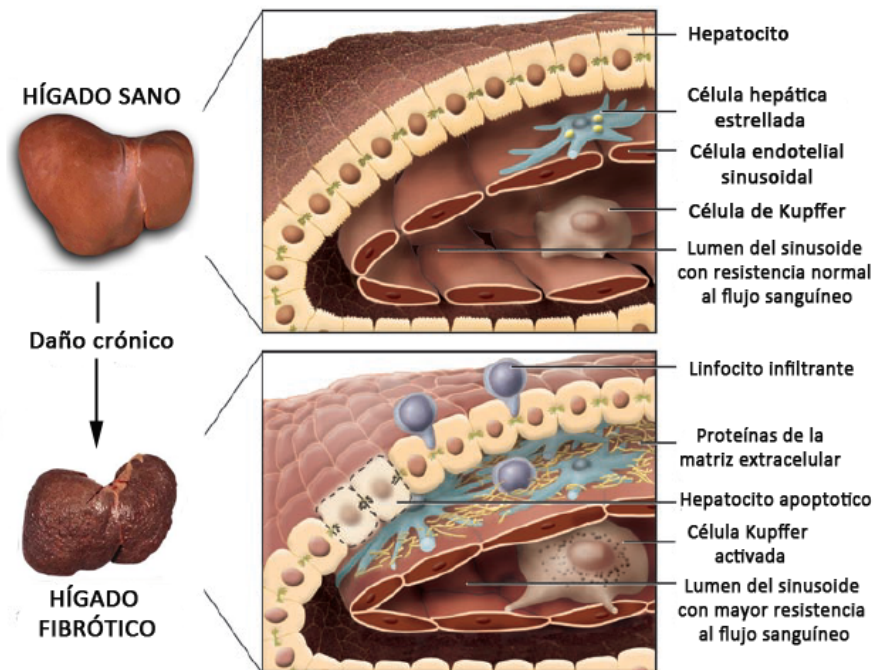 HÍGADO SANO
Daño crónico
HÍGADO
FIBRÓTICO
Hepatocito
Célula hepática
estrellada
Célula endotelial
sinusoidal
Célula de Kupffer
Lumen del sinusoide
con resistencia normal
al flujo sanguíneo
Linfocito infiltrante
Proteínas de la
matriz extracelular
Hepatocito apoptotico
Célula Kupffer
activada
Lumen del sinusoide
con mayor resistencia
al flujo sanguíneo